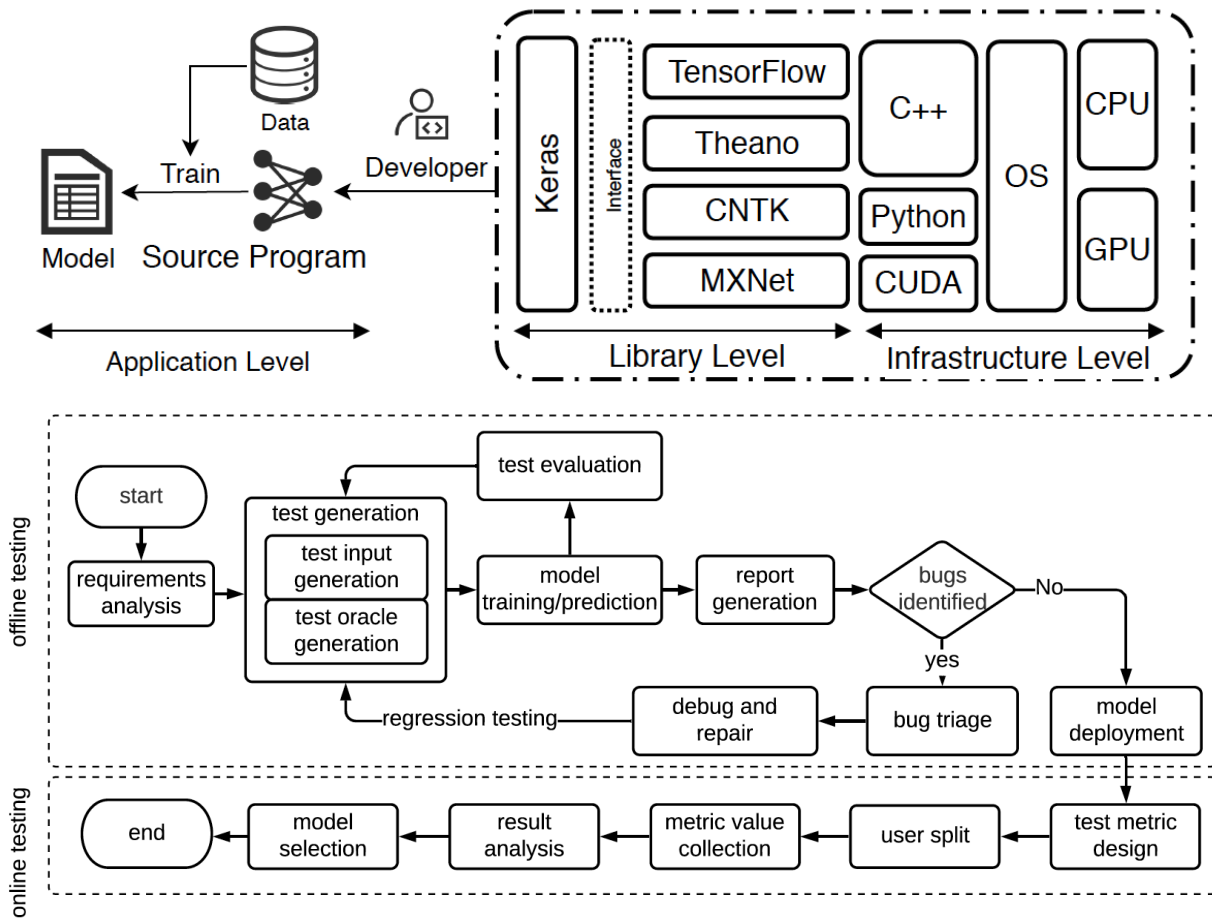 Data
Train
Model
Source Program
Developer
Application Level
Keras
Interface
TensorFlow
Theano
CNTK
MXNet
C++
Python
CUDA
OS
CPU
GPU
Library Level
Infrastructure Level
offline testing
start
requirements
analysis
test generation
test input
generation
test oracle
generation
test evaluation
model
training/prediction
report
generation
bugs
identified
No
yes
bug triage
debug and
repair
regression testing
model
deployment
online testing
test metric
design
user split
metric value
collection
result
analysis
model
selection
end